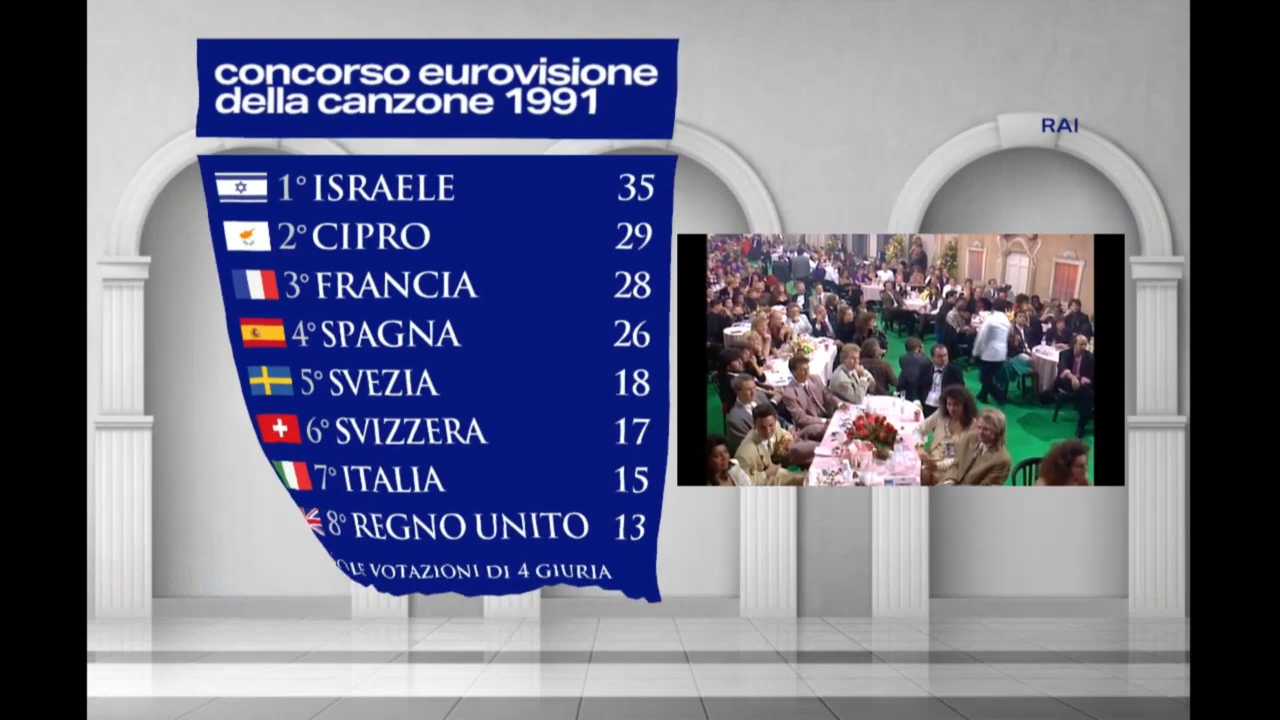 concorso eurovisione
della canzone 1991
RAI
1° ISRAELE 35
2° CIPRO 29
3° FRANCIA 28
4° SPAGNA 26
5° SVEZIA 18
6° SVIZZERA 17
7° ITALIA 15
8° REGNO UNITO 13
VOTAZIONI DI 4 GIURIA